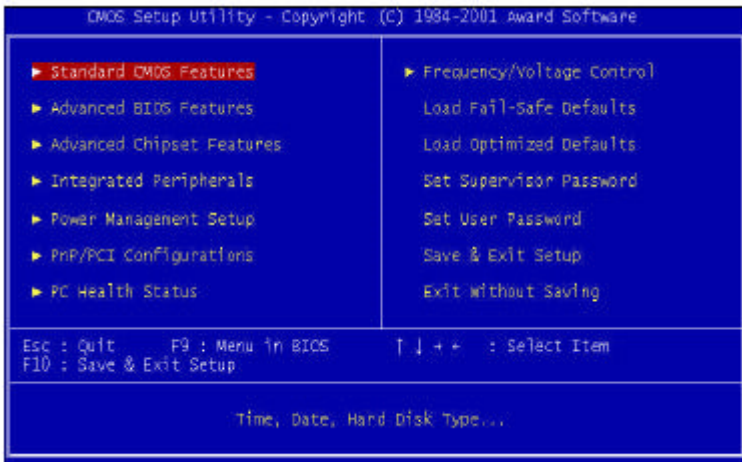 CMOS Setup Utility - Copyright (C) 1984-2001 Award Software
► Standard CMOS Features
► Advanced BIOS Features
► Advanced Chipset Features
► Integrated Peripherals
► Power Management Setup
► PnP/PCI Configurations
► PC Health Status
► Frequency/Voltage Control
Load Fail-Safe Defaults
Load Optimized Defaults
Set Supervisor Password
Set User Password
Save & Exit Setup
Exit Without Saving
Esc : Quit F9 : Menu in BIOS ↑ ↓ → ← : Select Item
F10 : Save & Exit Setup
Time, Date, Hard Disk Type...